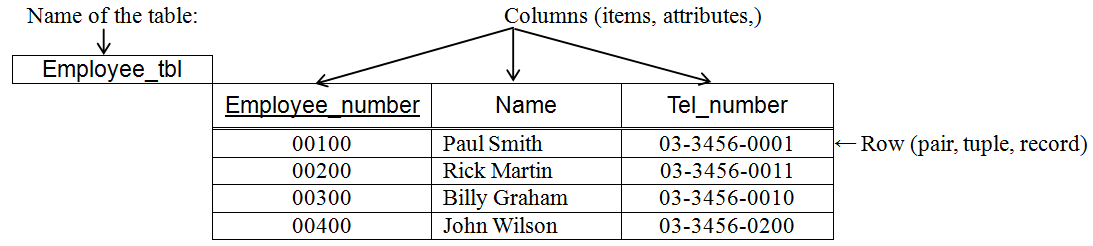 Name of the table:
Columns (items, attributes,)
Employee_tbl
Employee_number Name Tel_number
00100 Paul Smith 03-3456-0001 ← Row (pair, tuple, record)
00200 Rick Martin 03-3456-0011
00300 Billy Graham 03-3456-0010
00400 John Wilson 03-3456-0200